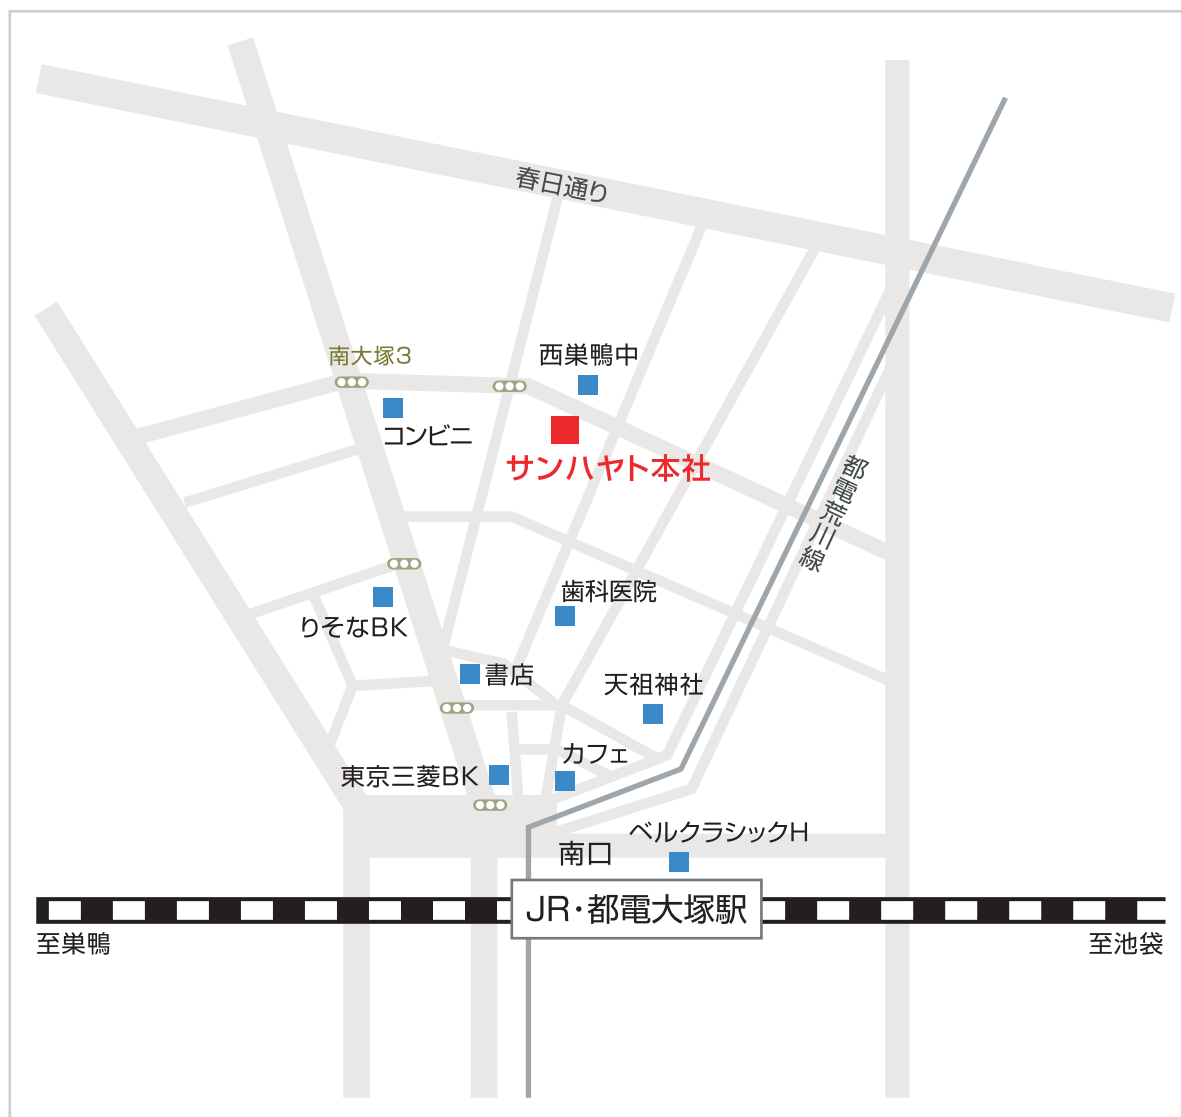 春日通り
南大塚3
西巣鴨中
コンビニ
サンハヤト本社
都電荒川線
歯科医院
りそなBK
書店
天祖神社
カフェ
東京三菱BK
ベルクラシックH
南口
JR・都電大塚駅
至巣鴨
至池袋